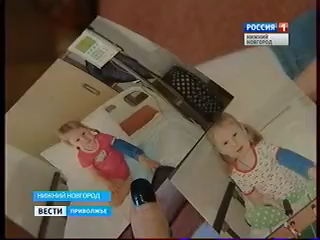 РОССИЯ 1
НИЖНИЙ
НОВГОРОД
НИЖНИЙ НОВГОРОД
ВЕСТИ ПРИВОЛЖЬЕ